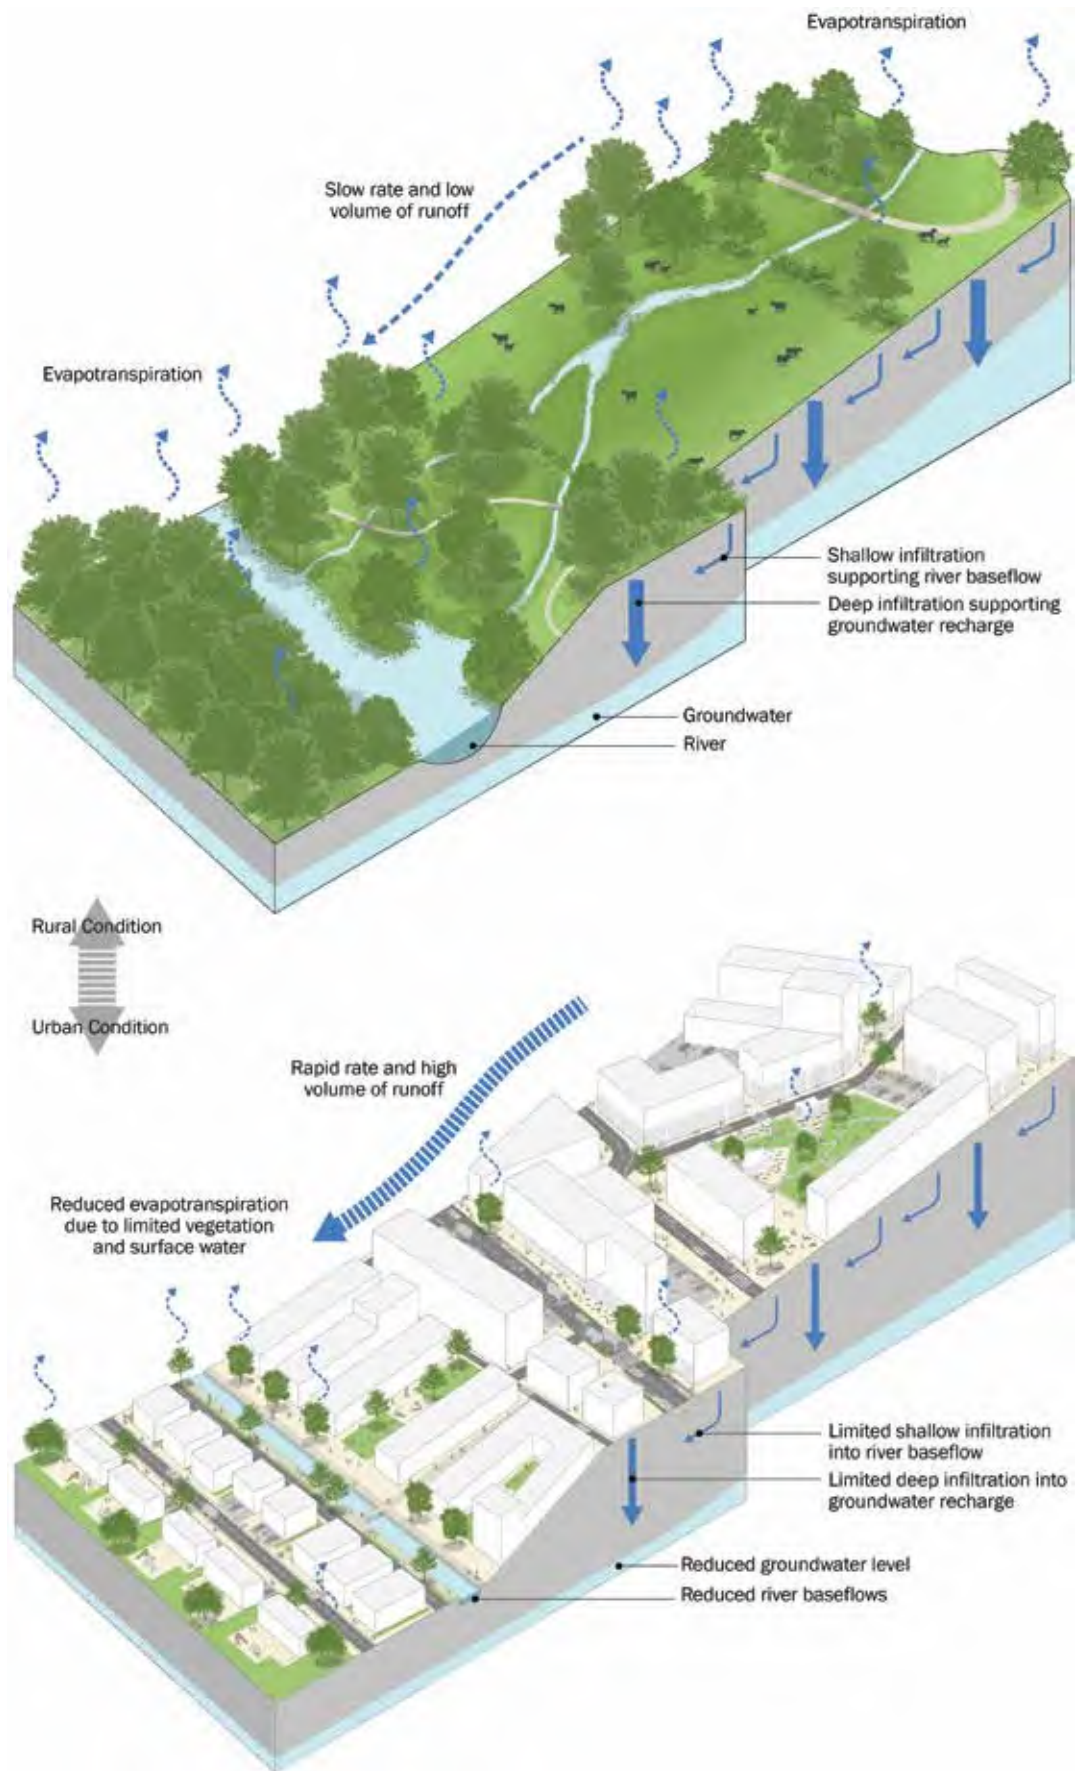 Evapotranspiration
Slow rate and low
volume of runoff
Evapotranspiration
Shallow infiltration
supporting river baseflow
Deep infiltration supporting
groundwater recharge
Groundwater
River
Rural Condition
Urban Condition
Rapid rate and high
volume of runoff
Reduced evapotranspiration
due to limited vegetation
and surface water
Limited shallow infiltration
into river baseflow
Limited deep infiltration into
groundwater recharge
Reduced groundwater level
Reduced river baseflows